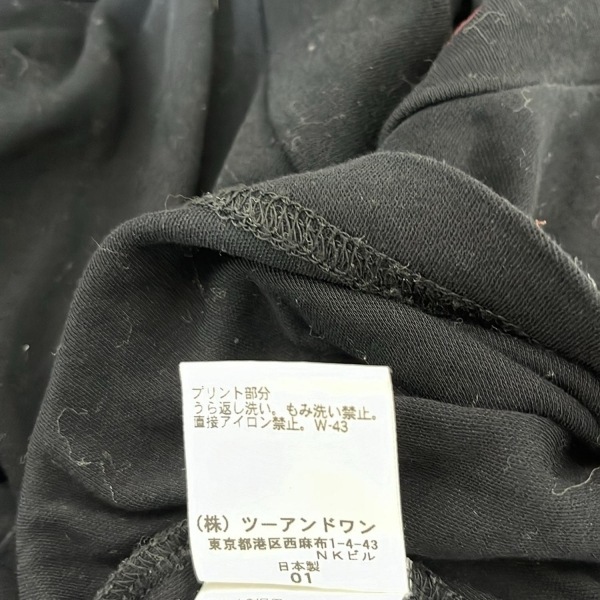 プリント部分
うら返し洗い。もみ洗い禁止。
直接アイロン禁止。W-43
(株) ツーアンドワン
東京都港区西麻布1-4-43
NKビル
日本製
01